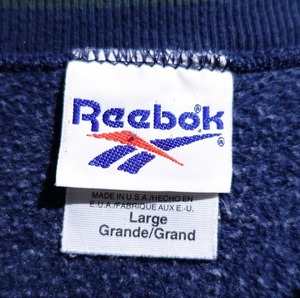 Reebok®
®
MADE IN U.S.A./HECHO EN
E.U.A./FABRIQUE AUX E.-U.
Large
Grande/Grand